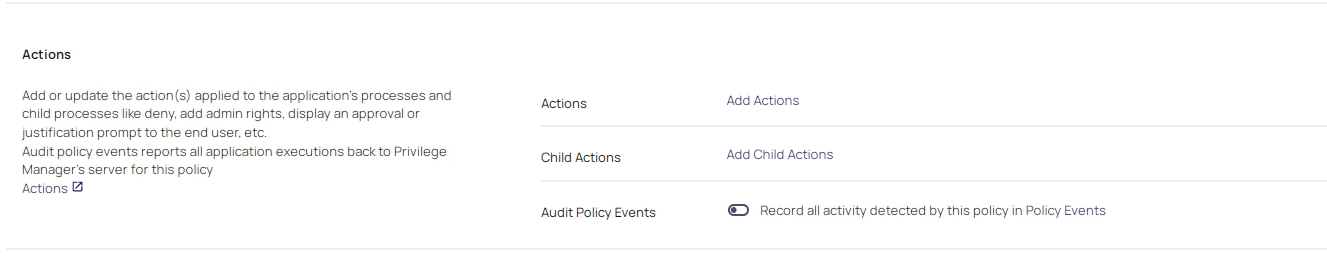 Actions
Add or update the action(s) applied to the application's processes and
child processes like deny, add admin rights, display an approval or
justification prompt to the end user, etc.
Audit policy events reports all application executions back to Privilege
Manager's server for this policy
Actions
Actions
Add Actions
Child Actions
Add Child Actions
Audit Policy Events
Record all activity detected by this policy in Policy Events